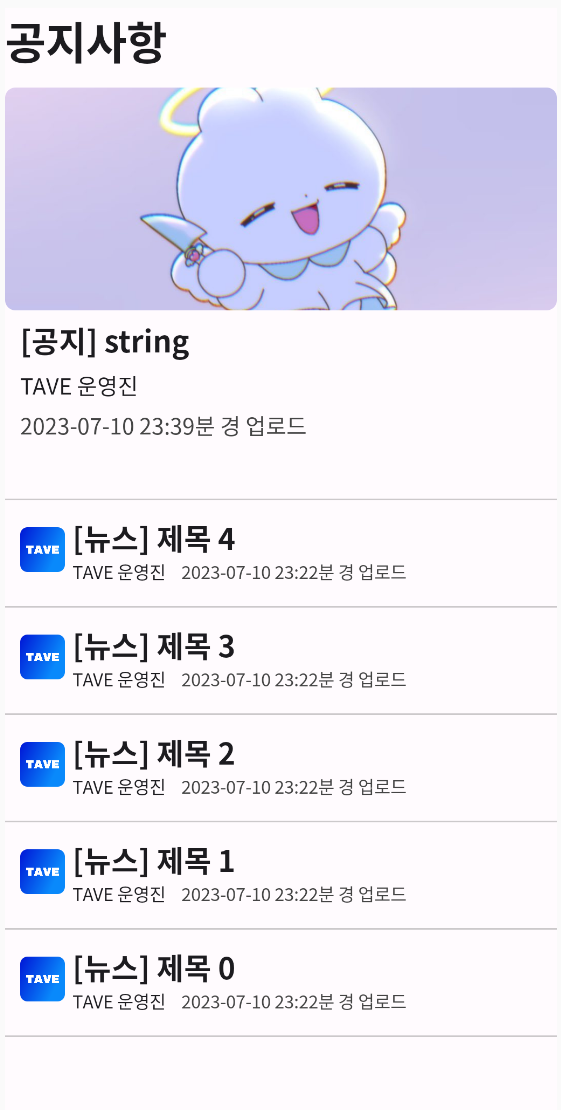 공지사항
[공지] string
TAVE 운영진
2023-07-10 23:39분 경 업로드
TAVE
[뉴스] 제목 4
TAVE 운영진 2023-07-10 23:22분 경 업로드
TAVE
[뉴스] 제목 3
TAVE 운영진 2023-07-10 23:22분 경 업로드
TAVE
[뉴스] 제목 2
TAVE 운영진 2023-07-10 23:22분 경 업로드
TAVE
[뉴스] 제목 1
TAVE 운영진 2023-07-10 23:22분 경 업로드
TAVE
[뉴스] 제목 0
TAVE 운영진 2023-07-10 23:22분 경 업로드